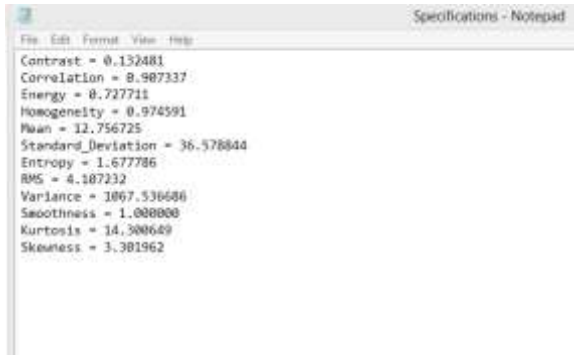 Specifications - Notepad
File Edit Format View Help
Contrast = 0.132481
Correlation = 0.907337
Energy = 0.727711
Homogeneity = 0.974591
Mean = 12.756725
Standard_Deviation = 36.578844
Entropy = 1.677786
RMS = 4.107232
Variance = 1067.536686
Smoothness = 1.000000
Kurtosis = 14.300649
Skewness = 3.301962